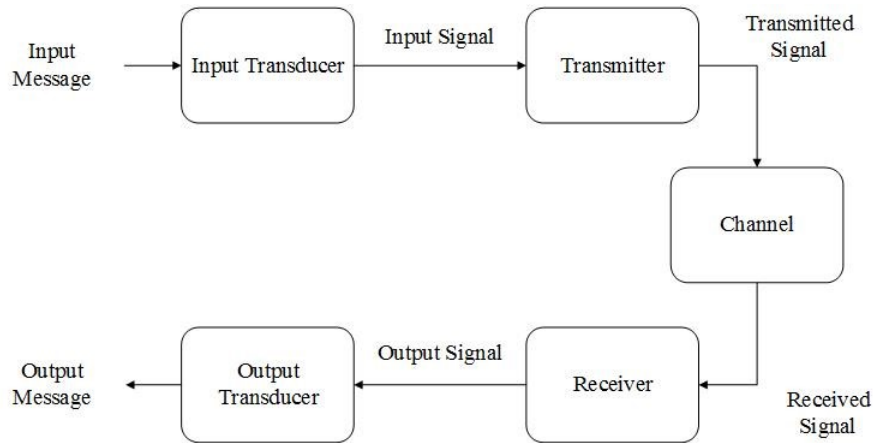 Input
Message
Input Transducer
Input Signal
Transmitter
Transmitted
Signal
Channel
Received
Signal
Receiver
Output Signal
Output
Transducer
Output
Message